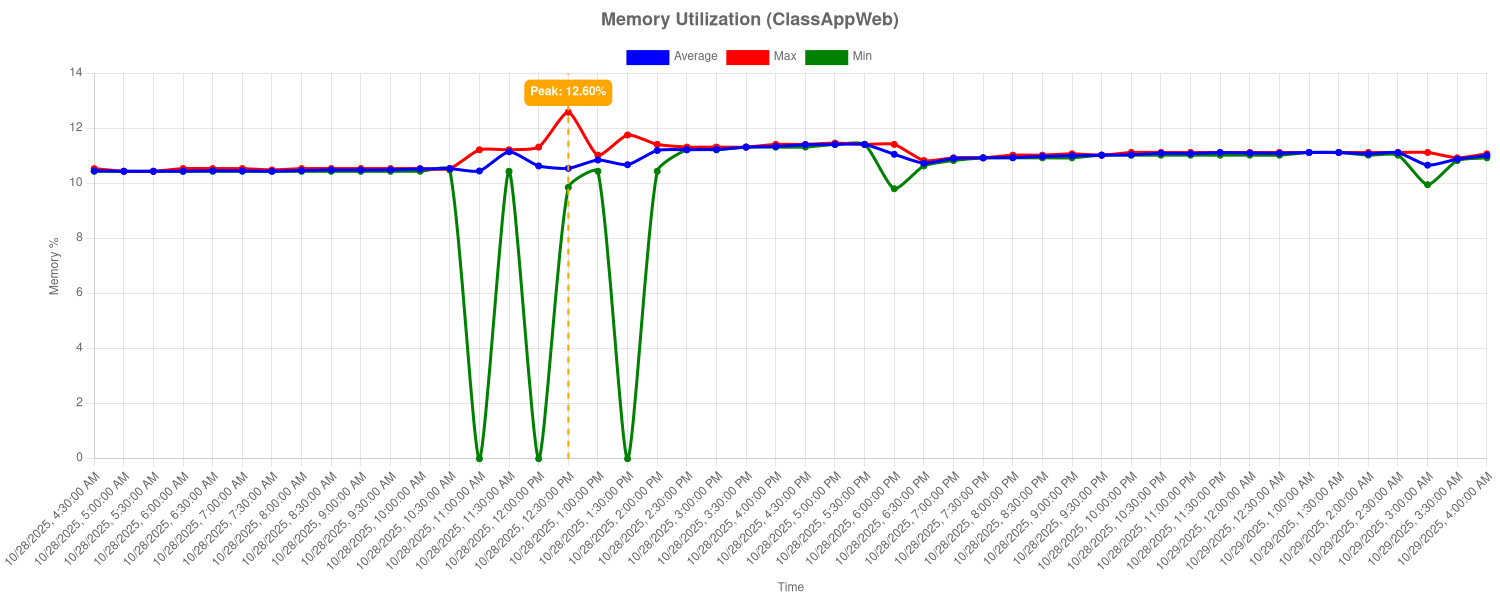 Memory Utilization (ClassAppWeb)
Average Max Min
Peak: 12.60%
14
12
10
8
6
4
2
0
Memory %
10/28/2025, 4:30:00 AM
10/28/2025, 5:00:00 AM
10/28/2025, 5:30:00 AM
10/28/2025, 6:00:00 AM
10/28/2025, 6:30:00 AM
10/28/2025, 7:00:00 AM
10/28/2025, 7:30:00 AM
10/28/2025, 8:00:00 AM
10/28/2025, 8:30:00 AM
10/28/2025, 9:00:00 AM
10/28/2025, 9:30:00 AM
10/28/2025, 10:00:00 AM
10/28/2025, 10:30:00 AM
10/28/2025, 11:00:00 AM
10/28/2025, 11:30:00 AM
10/28/2025, 12:00:00 PM
10/28/2025, 12:30:00 PM
10/28/2025, 1:00:00 PM
10/28/2025, 1:30:00 PM
10/28/2025, 2:00:00 PM
10/28/2025, 2:30:00 PM
10/28/2025, 3:00:00 PM
10/28/2025, 3:30:00 PM
10/28/2025, 4:00:00 PM
10/28/2025, 4:30:00 PM
10/28/2025, 5:00:00 PM
10/28/2025, 5:30:00 PM
10/28/2025, 6:00:00 PM
10/28/2025, 6:30:00 PM
10/28/2025, 7:00:00 PM
10/28/2025, 7:30:00 PM
10/28/2025, 8:00:00 PM
10/28/2025, 8:30:00 PM
10/28/2025, 9:00:00 PM
10/28/2025, 9:30:00 PM
10/28/2025, 10:00:00 PM
10/28/2025, 10:30:00 PM
10/28/2025, 11:00:00 PM
10/28/2025, 11:30:00 PM
10/29/2025, 12:00:00 AM
10/29/2025, 12:30:00 AM
10/29/2025, 1:00:00 AM
10/29/2025, 1:30:00 AM
10/29/2025, 2:00:00 AM
10/29/2025, 2:30:00 AM
10/29/2025, 3:00:00 AM
10/29/2025, 3:30:00 AM
10/29/2025, 4:00:00 AM
Time